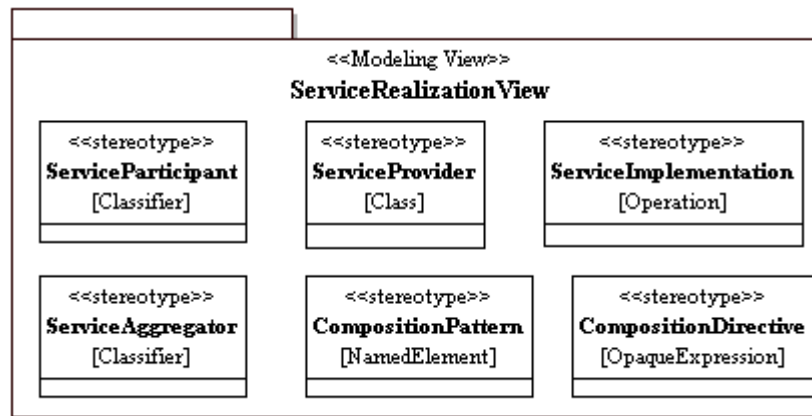 <<Modeling View>>
ServiceRealizationView
<<stereotype>>
ServiceParticipant
[Classifier]
<<stereotype>>
ServiceProvider
[Class]
<<stereotype>>
ServiceImplementation
[Operation]
<<stereotype>>
ServiceAggregator
[Classifier]
<<stereotype>>
CompositionPattern
[NamedElement]
<<stereotype>>
CompositionDirective
[OpaqueExpression]